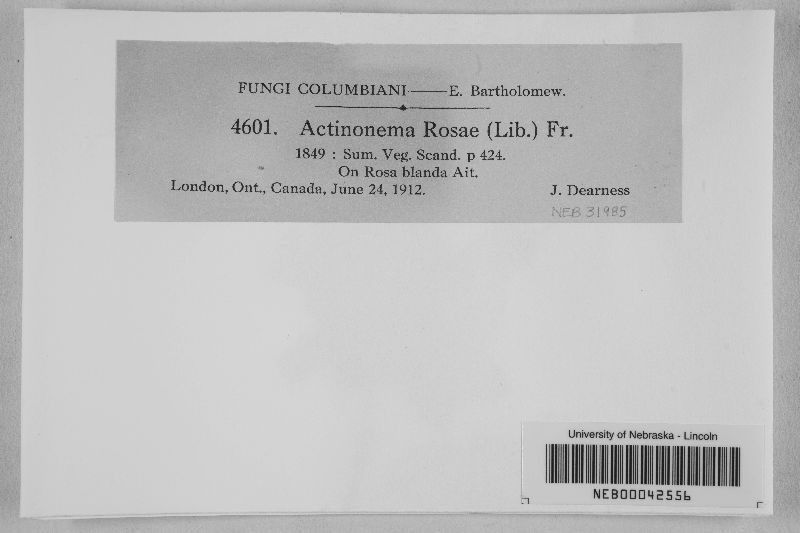 FUNGI COLUMBIANI——E. Bartholomew.
4601. Actinonema Rosae (Lib.) Fr.
1849 : Sum. Veg. Scand. p 424.
On Rosa blanda Ait.
London, Ont., Canada, June 24, 1912. J. Dearness
NEB 31985
University of Nebraska - Lincoln
NEB00042556